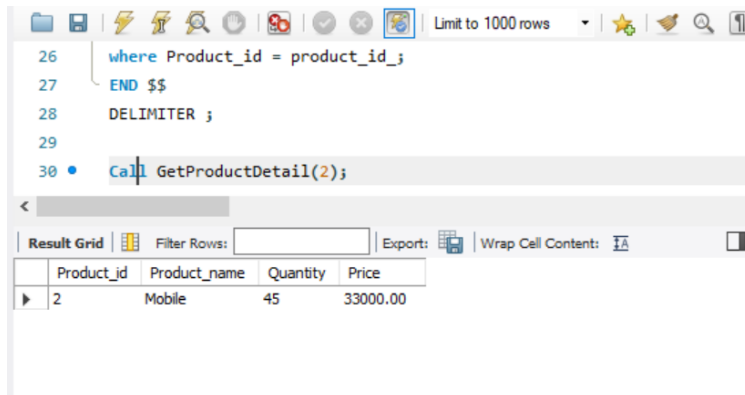 Limit to 1000 rows
26 where Product_id = product_id_;
27 END $$
28 DELIMITER ;
29
30 Call GetProductDetail(2);
Result Grid Filter Rows: Export: Wrap Cell Content: IA
Product_id Product_name Quantity Price
2 Mobile 45 33000.00